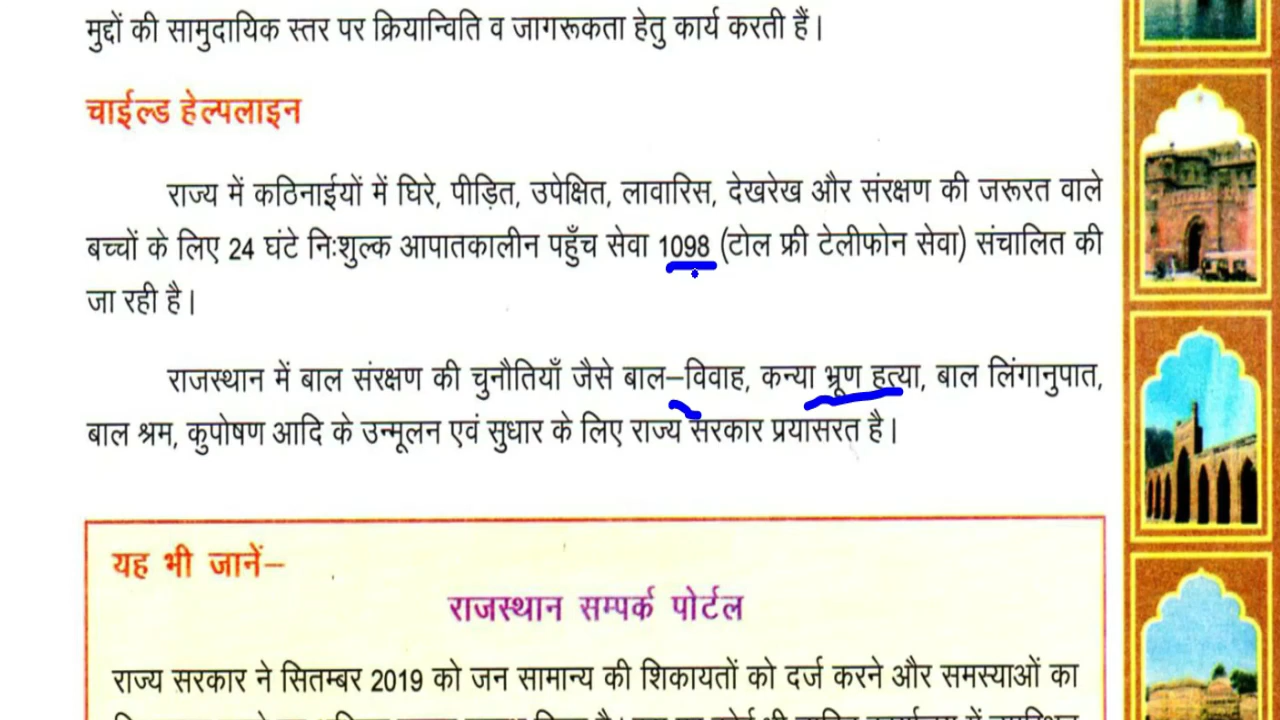 मुद्दों की सामुदायिक स्तर पर क्रियान्विति व जागरूकता हेतु कार्य करती हैं।
चाईल्ड हेल्पलाइन
राज्य में कठिनाईयों में घिरे, पीड़ित, उपेक्षित, लावारिस, देखरेख और संरक्षण की जरूरत वाले
बच्चों के लिए 24 घंटे निःशुल्क आपातकालीन पहुँच सेवा 1098 (टोल फ्री टेलीफोन सेवा) संचालित की
जा रही है।
राजस्थान में बाल संरक्षण की चुनौतियाँ जैसे बाल–विवाह, कन्या भ्रूण हत्या, बाल लिंगानुपात,
बाल श्रम, कुपोषण आदि के उन्मूलन एवं सुधार के लिए राज्य सरकार प्रयासरत है।
यह भी जानें–
राजस्थान सम्पर्क पोर्टल
राज्य सरकार ने सितम्बर 2019 को जन सामान्य की शिकायतों को दर्ज करने और समस्याओं का